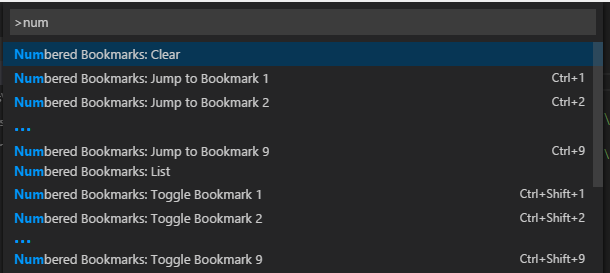 >num
Numbered Bookmarks: Clear
Numbered Bookmarks: Jump to Bookmark 1 Ctrl+1
Numbered Bookmarks: Jump to Bookmark 2 Ctrl+2
...
Numbered Bookmarks: Jump to Bookmark 9 Ctrl+9
Numbered Bookmarks: List
Numbered Bookmarks: Toggle Bookmark 1 Ctrl+Shift+1
Numbered Bookmarks: Toggle Bookmark 2 Ctrl+Shift+2
...
Numbered Bookmarks: Toggle Bookmark 9 Ctrl+Shift+9